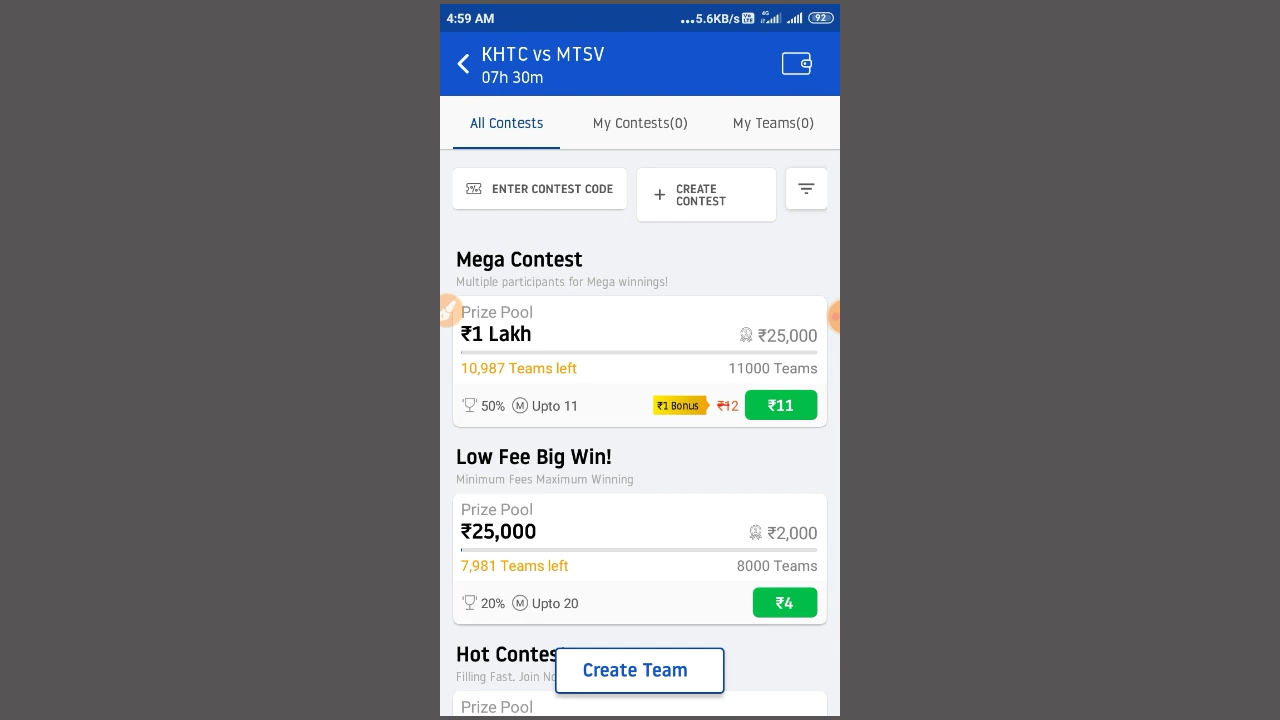 4:59 AM
...5.6KB/s 4G 92
KHTC vs MTSV
07h 30m
All Contests My Contests(0) My Teams(0)
ENTER CONTEST CODE
+ CREATE
CONTEST
Mega Contest
Multiple participants for Mega winnings!
Prize Pool
₹1 Lakh ₹25,000
10,987 Teams left 11000 Teams
50% M Upto 11 ₹1 Bonus ₹12 ₹11
Low Fee Big Win!
Minimum Fees Maximum Winning
Prize Pool
₹25,000 ₹2,000
7,981 Teams left 8000 Teams
20% M Upto 20 ₹4
Hot Contes
Filling Fast. Join No
Create Team
Prize Pool